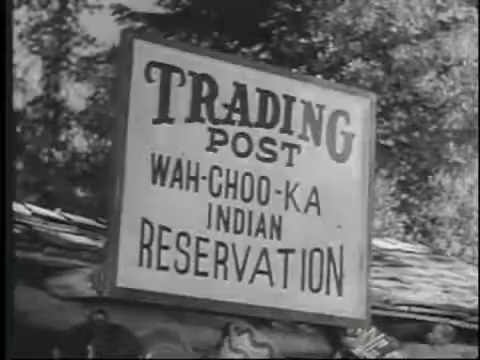 TRADING
POST
WAH-CHOO-KA
INDIAN
RESERVATION